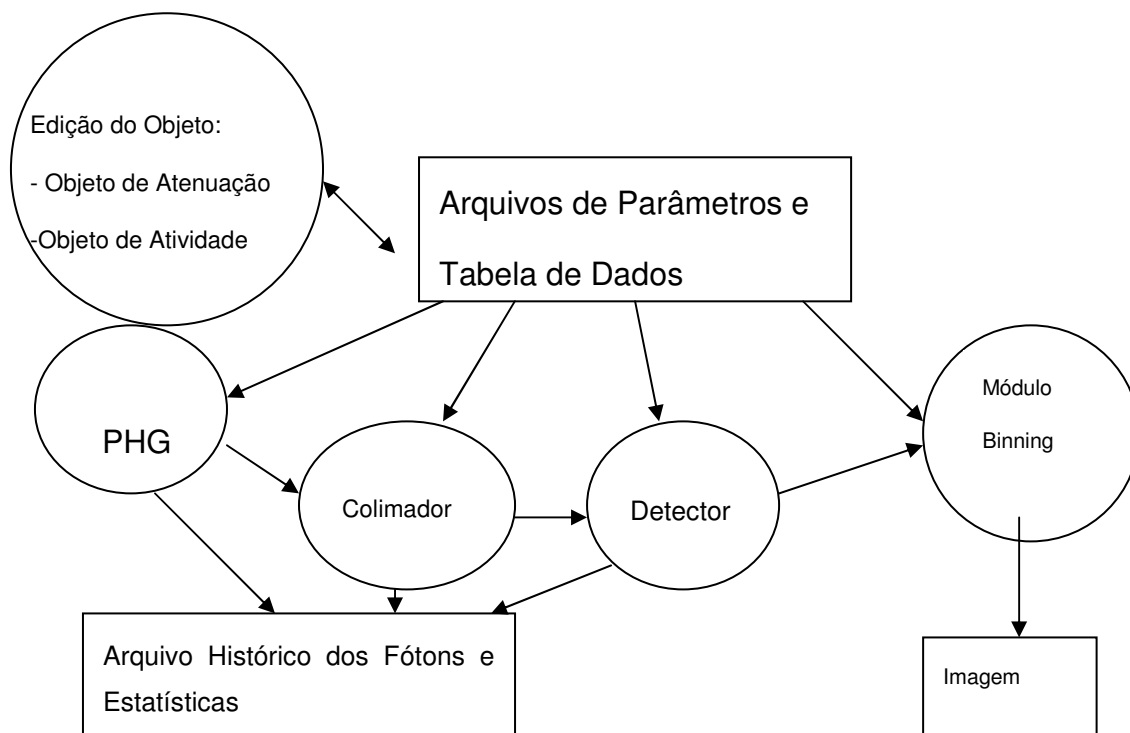 Edição do Objeto:
- Objeto de Atenuação
-Objeto de Atividade
Arquivos de Parâmetros e
Tabela de Dados
PHG
Colimador
Detector
Módulo
Binning
Arquivo Histórico dos Fótons e
Estatísticas
Imagem